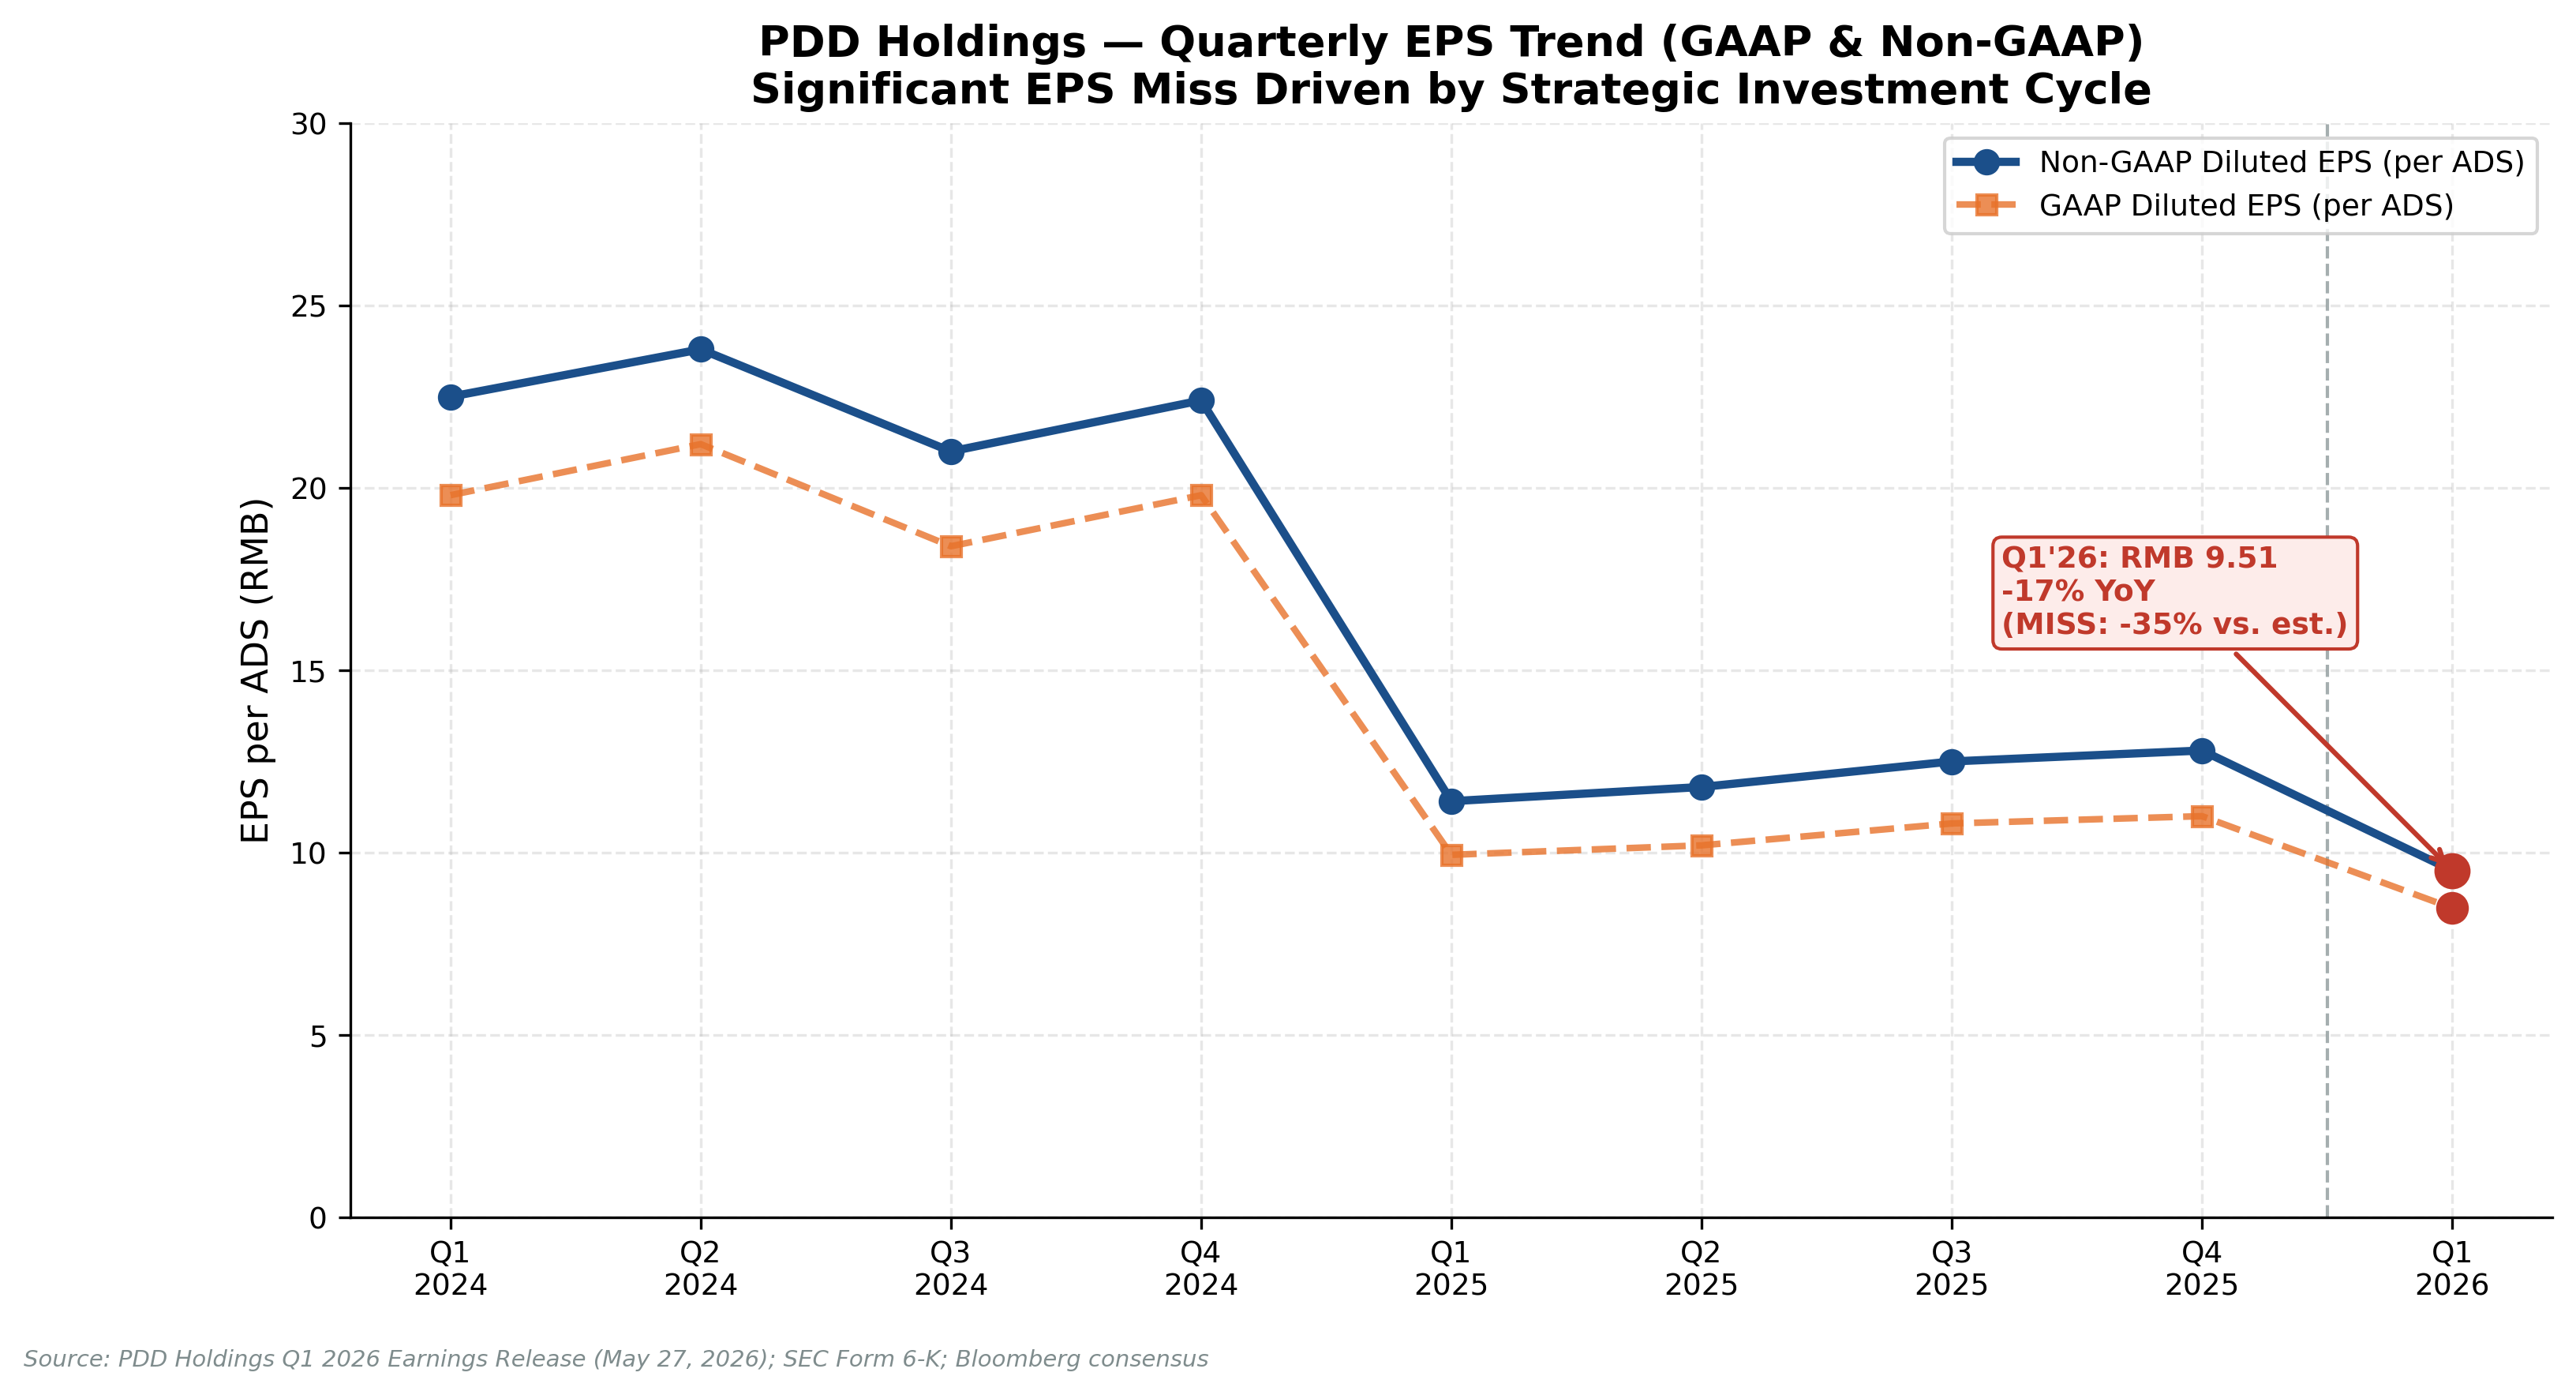 PDD Holdings — Quarterly EPS Trend (GAAP & Non-GAAP)
Significant EPS Miss Driven by Strategic Investment Cycle
Non-GAAP Diluted EPS (per ADS)
GAAP Diluted EPS (per ADS)
EPS per ADS (RMB)
30
25
20
15
10
5
0
Q1'26: RMB 9.51
-17% YoY
(MISS: -35% vs. est.)
Q1 Q2 Q3 Q4 Q1 Q2 Q3 Q4 Q1
2024 2024 2024 2024 2025 2025 2025 2025 2026
Source: PDD Holdings Q1 2026 Earnings Release (May 27, 2026); SEC Form 6-K; Bloomberg consensus